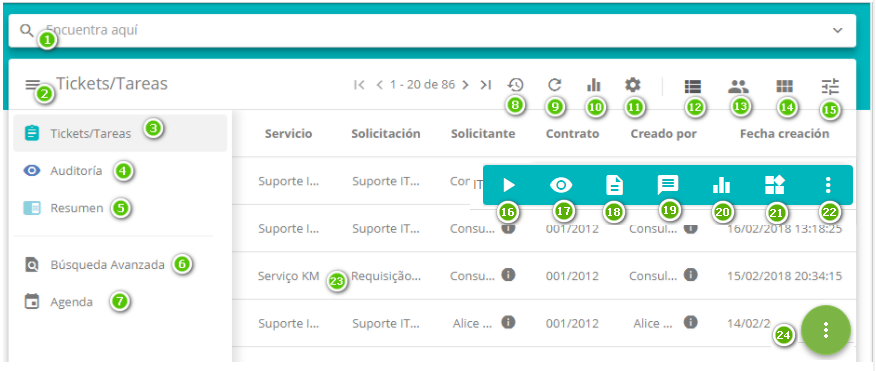 Encuentra aquí
1
Tickets/Tareas 1 - 20 de 86
2 8 9 10 11 12 13 14 15
Tickets/Tareas 3 Servicio Solicitación Solicitante Contrato Creado por Fecha creación
Auditoría 4 Suporte I... Suporte IT... Cor IT
Resumen 5 16 17 18 19 20 21 22
Suporte I... Suporte IT... Consu... 001/2012 Consul... 16/02/2018 13:18:25
Búsqueda Avanzada 6 Serviço KM 23 Requisição... Consu... 001/2012 Consul... 15/02/2018 20:34:15
Agenda 7
Suporte I... Suporte IT... Alice ... 001/2012 Alice ... 14/02/2
24